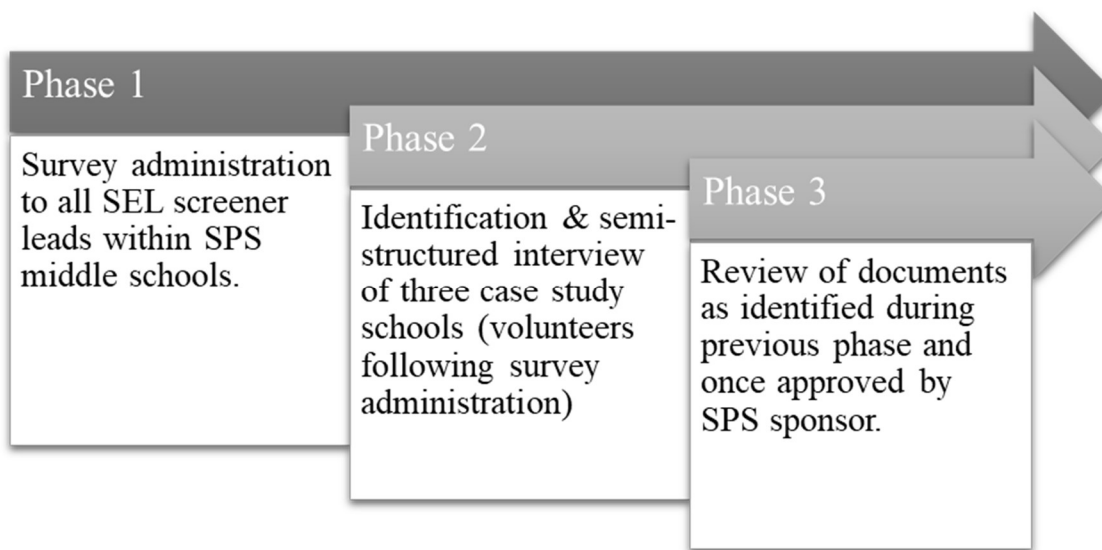 Phase 1
Survey administration
to all SEL screener
leads within SPS
middle schools.
Phase 2
Identification & semi-
structured interview
of three case study
schools (volunteers
following survey
administration)
Phase 3
Review of documents
as identified during
previous phase and
once approved by
SPS sponsor.